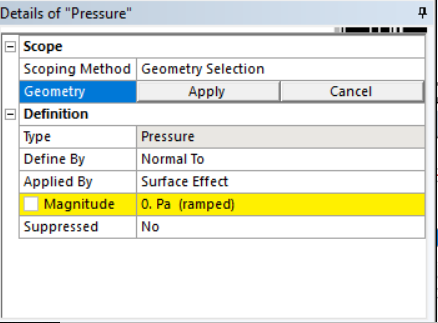 Details of "Pressure"
Scope
Scoping Method Geometry Selection
Geometry Apply Cancel
Definition
Type Pressure
Define By Normal To
Applied By Surface Effect
Magnitude 0. Pa (ramped)
Suppressed No